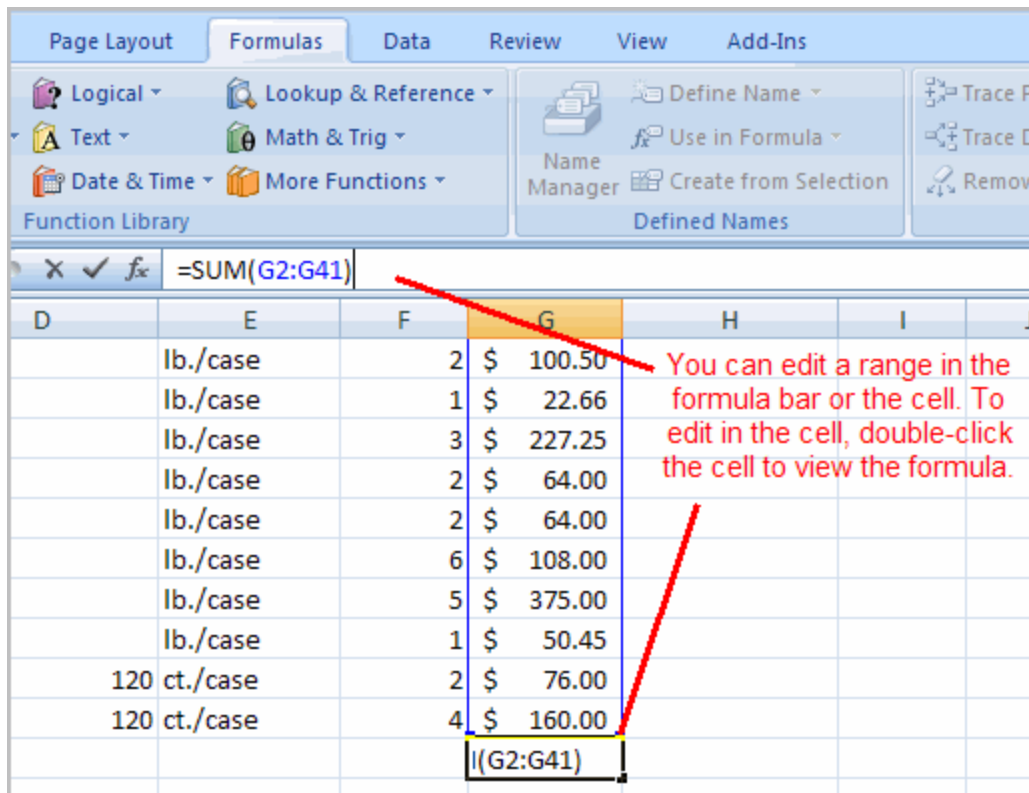 Page Layout Formulas Data Review View Add-Ins
Logical Lookup & Reference Define Name Trace
Text Math & Trig Use in Formula Trace
Date & Time More Functions Name Manager Create from Selection
Function Library Defined Names
=SUM(G2:G41)
D E F G H I
lb./case 2 $ 100.50
lb./case 1 $ 22.66
lb./case 3 $ 227.25
lb./case 2 $ 64.00
lb./case 2 $ 64.00
lb./case 6 $ 108.00
lb./case 5 $ 375.00
lb./case 1 $ 50.45
120 ct./case 2 $ 76.00
120 ct./case 4 $ 160.00
(G2:G41)
You can edit a range in the
formula bar or the cell. To
edit in the cell, double-click
the cell to view the formula.